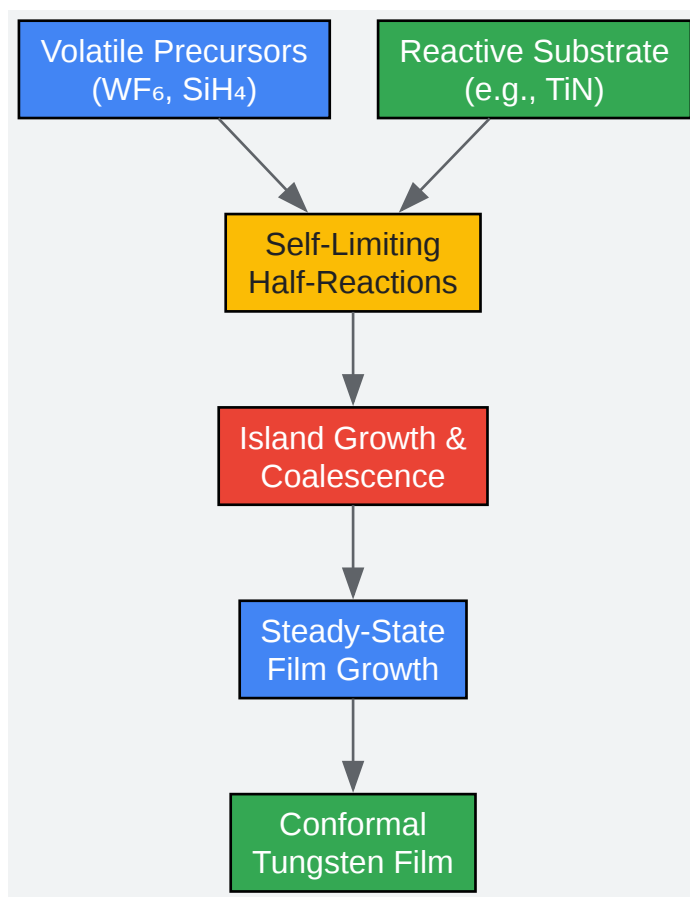 Volatile Precursors
(WF₆, SiH₄)
Reactive Substrate
(e.g., TiN)
Self-Limiting
Half-Reactions
Island Growth &
Coalescence
Steady-State
Film Growth
Conformal
Tungsten Film